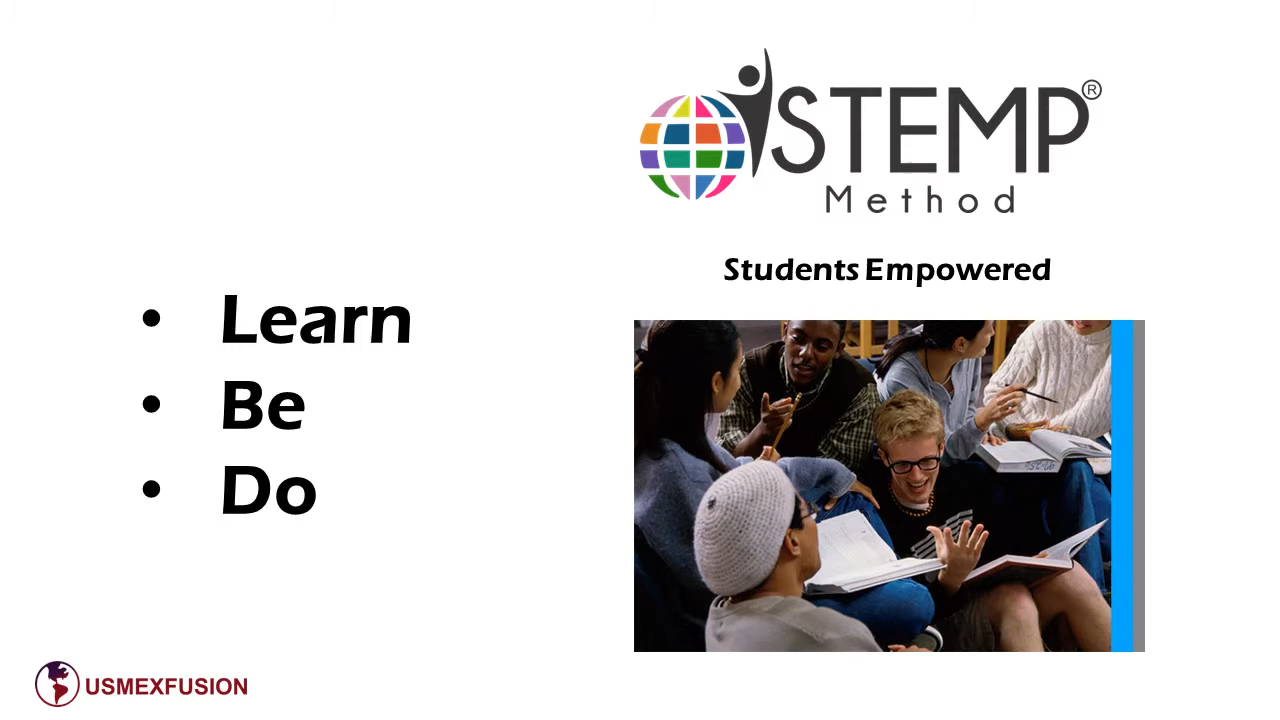 STEMP®
Method
Students Empowered
• Learn
• Be
• Do
USMEXFUSION